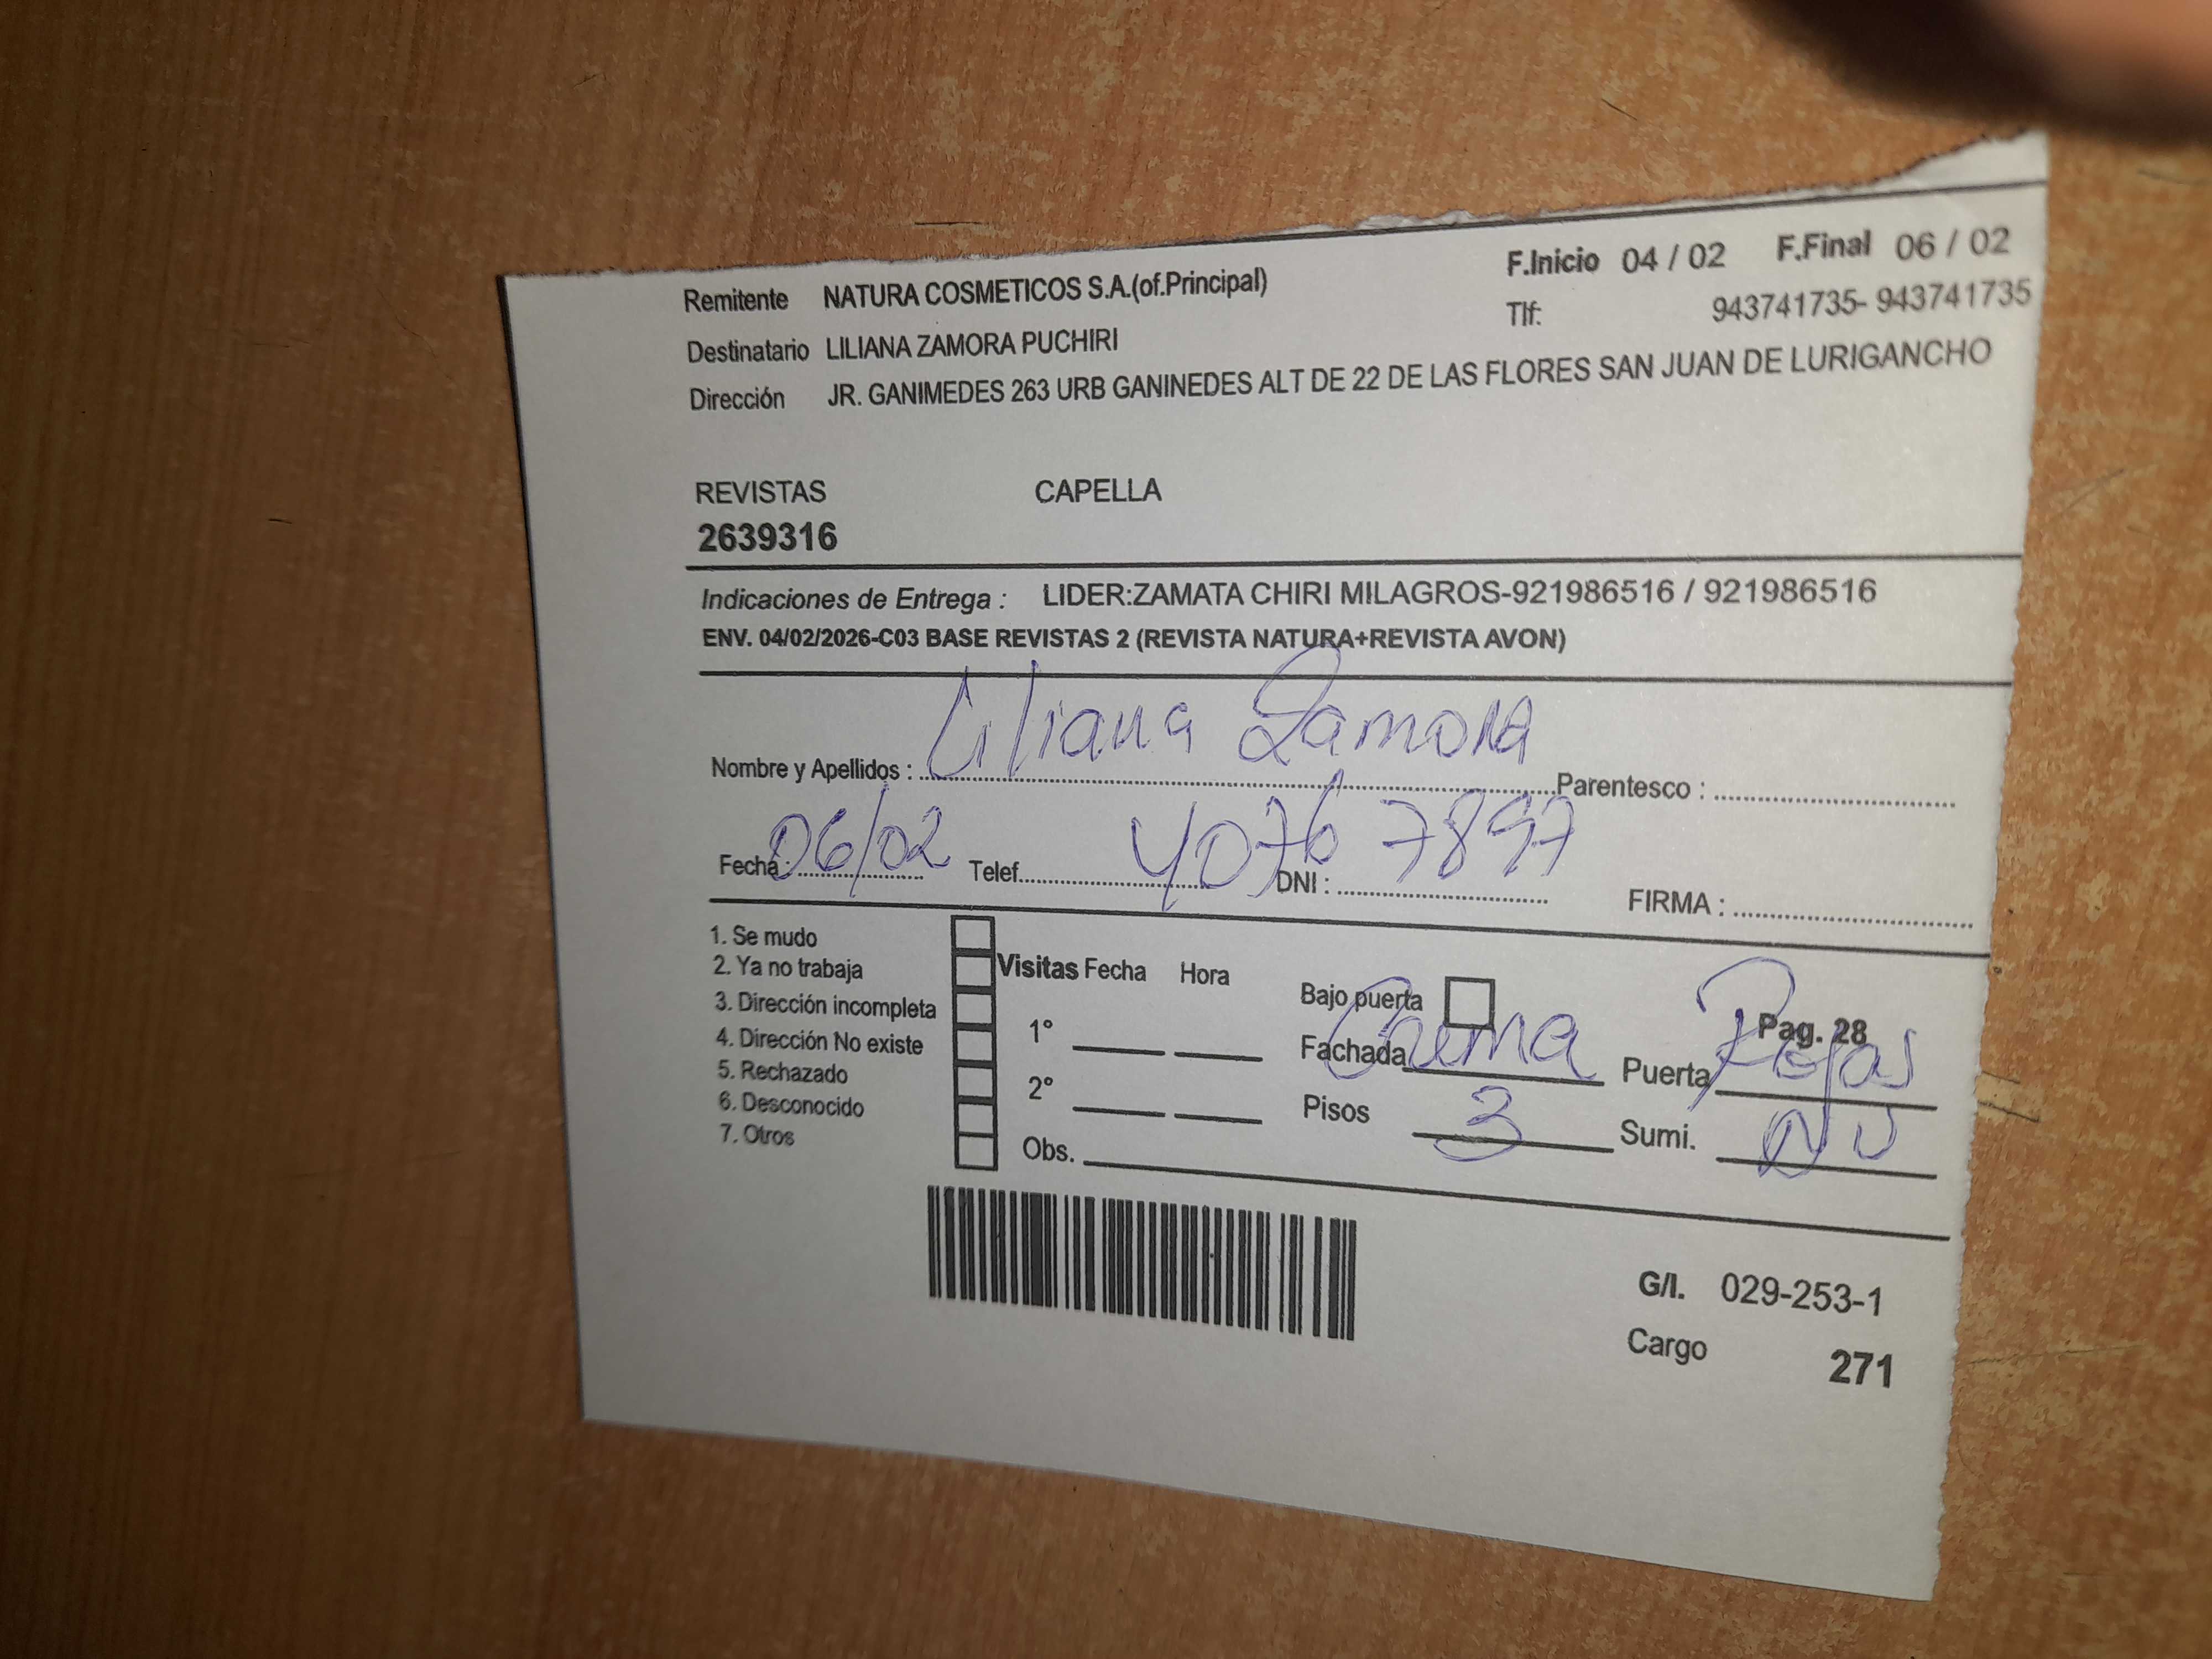 F.Inicio 04 / 02 F.Final 06 / 02
Remitente NATURA COSMETICOS S.A.(of.Principal)
Tlf: 943741735- 943741735
Destinatario LILIANA ZAMORA PUCHIRI
Dirección JR. GANIMEDES 263 URB GANINEDES ALT DE 22 DE LAS FLORES SAN JUAN DE LURIGANCHO
REVISTAS CAPELLA
2639316
Indicaciones de Entrega : LIDER:ZAMATA CHIRI MILAGROS-921986516 / 921986516
ENV. 04/02/2026-C03 BASE REVISTAS 2 (REVISTA NATURA+REVISTA AVON)
Nombre y Apellidos : Liliana Zamora Parentesco :
Fecha : 06/02 Telef. DNI : 40767897 FIRMA :
1. Se mudo
2. Ya no trabaja
3. Dirección incompleta
4. Dirección No existe
5. Rechazado
6. Desconocido
7. Otros
Visitas Fecha Hora
1°
2°
Obs.
Bajo puerta
Pag. 28
Fachada Crema Puerta Rejas
Pisos 3 Sumi.
G/I. 029-253-1
Cargo 271